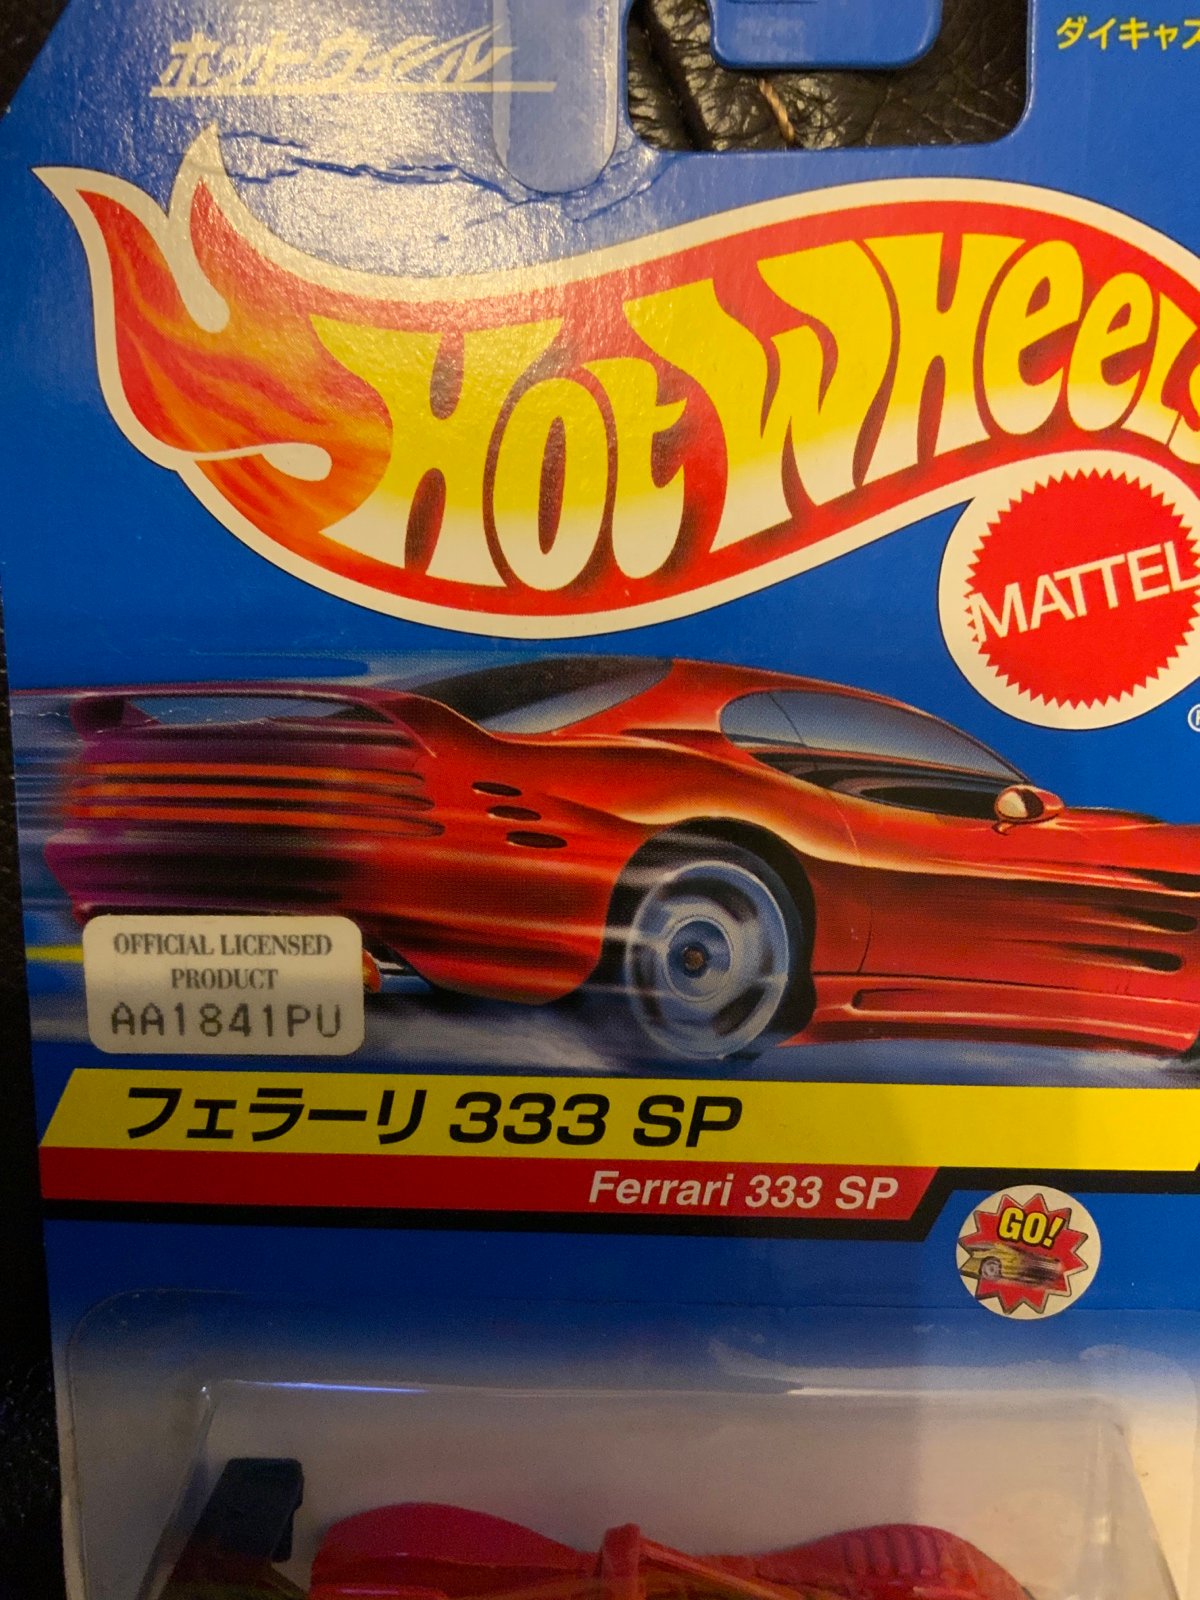 ホットウィール
ダイキャス
HOT WHEELS
MATTEL
OFFICIAL LICENSED
PRODUCT
AA1841PU
フェラーリ 333 SP
Ferrari 333 SP
GO!